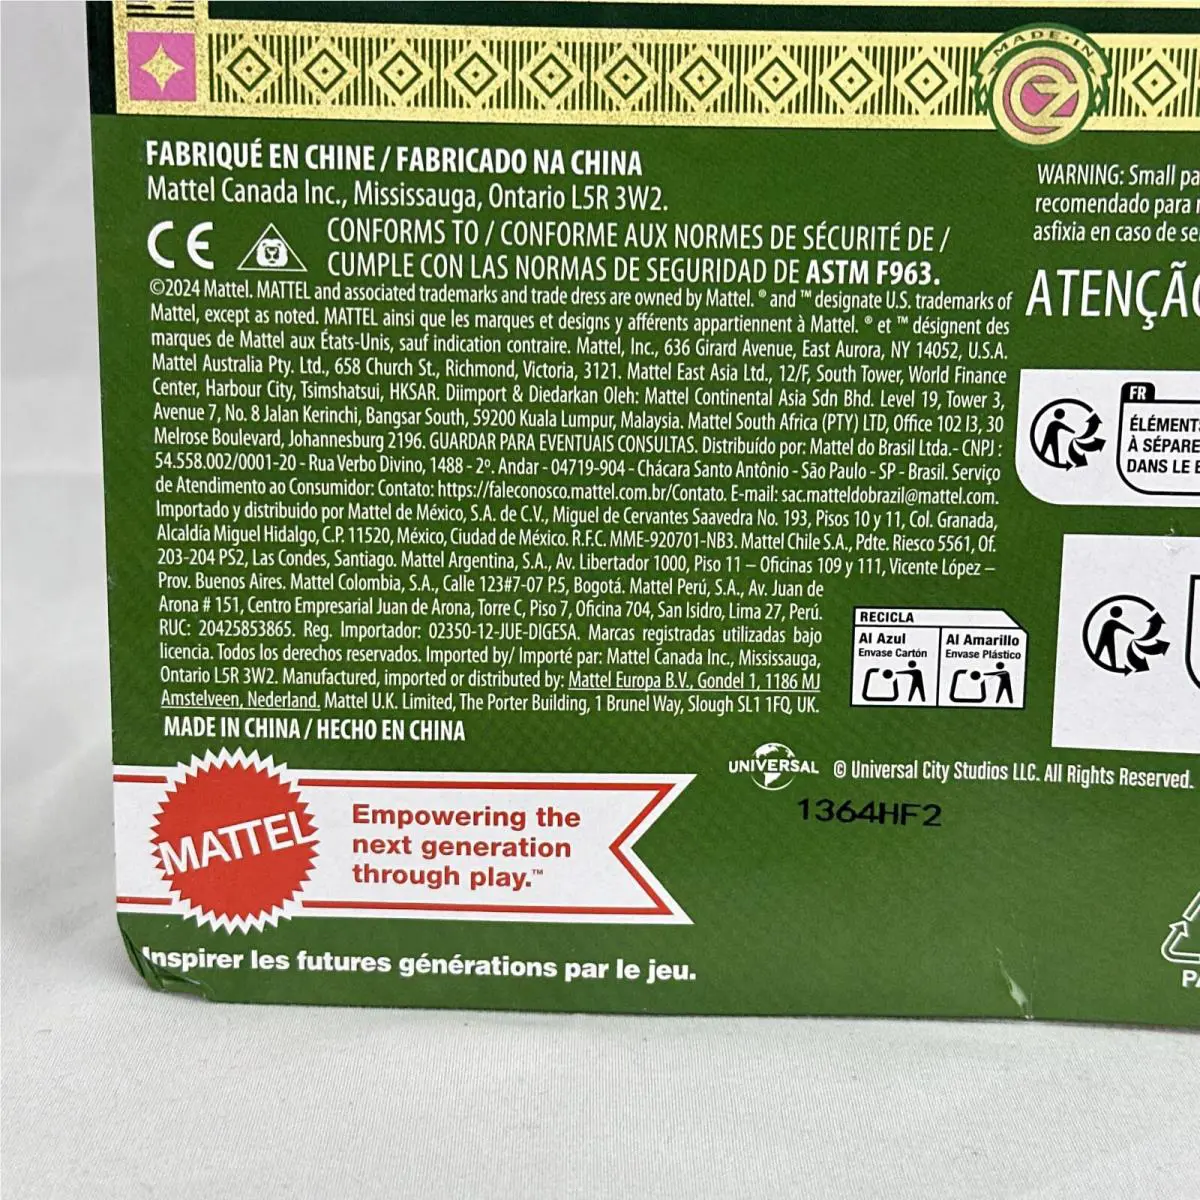 MADE·IN
OZ
FABRIQUÉ EN CHINE / FABRICADO NA CHINA
Mattel Canada Inc., Mississauga, Ontario L5R 3W2.
CE
CONFORMS TO / CONFORME AUX NORMES DE SÉCURITÉ DE /
CUMPLE CON LAS NORMAS DE SEGURIDAD DE ASTM F963.
©2024 Mattel. MATTEL and associated trademarks and trade dress are owned by Mattel. ® and ™ designate U.S. trademarks of
Mattel, except as noted. MATTEL ainsi que les marques et designs y afférents appartiennent à Mattel. ® et ™ désignent des
marques de Mattel aux États-Unis, sauf indication contraire. Mattel, Inc., 636 Girard Avenue, East Aurora, NY 14052, U.S.A.
Mattel Australia Pty. Ltd., 658 Church St., Richmond, Victoria, 3121. Mattel East Asia Ltd., 12/F, South Tower, World Finance
Center, Harbour City, Tsimshatsui, HKSAR. Diimport & Diedarkan Oleh: Mattel Continental Asia Sdn Bhd. Level 19, Tower 3,
Avenue 7, No. 8 Jalan Kerinchi, Bangsar South, 59200 Kuala Lumpur, Malaysia. Mattel South Africa (PTY) LTD, Office 102 I3, 30
Melrose Boulevard, Johannesburg 2196. GUARDAR PARA EVENTUAIS CONSULTAS. Distribuído por: Mattel do Brasil Ltda.- CNPJ :
54.558.002/0001-20 - Rua Verbo Divino, 1488 - 2º. Andar - 04719-904 - Chácara Santo Antônio - São Paulo - SP - Brasil. Serviço
de Atendimento ao Consumidor: Contato: https://faleconosco.mattel.com.br/Contato. E-mail: sac.matteldobrazil@mattel.com.
Importado y distribuido por Mattel de México, S.A. de C.V., Miguel de Cervantes Saavedra No. 193, Pisos 10 y 11, Col. Granada,
Alcaldía Miguel Hidalgo, C.P. 11520, México, Ciudad de México. R.F.C. MME-920701-NB3. Mattel Chile S.A., Pdte. Riesco 5561, Of.
203-204 PS2, Las Condes, Santiago. Mattel Argentina, S.A., Av. Libertador 1000, Piso 11 – Oficinas 109 y 111, Vicente López –
Prov. Buenos Aires. Mattel Colombia, S.A., Calle 123#7-07 P.5, Bogotá. Mattel Perú, S.A., Av. Juan de
Arona # 151, Centro Empresarial Juan de Arona, Torre C, Piso 7, Oficina 704, San Isidro, Lima 27, Perú.
RUC: 20425853865. Reg. Importador: 02350-12-JUE-DIGESA. Marcas registradas utilizadas bajo
licencia. Todos los derechos reservados. Imported by/ Importé par: Mattel Canada Inc., Mississauga,
Ontario L5R 3W2. Manufactured, imported or distributed by: Mattel Europa B.V., Gondel 1, 1186 MJ
Amstelveen, Nederland. Mattel U.K. Limited, The Porter Building, 1 Brunel Way, Slough SL1 1FQ, UK.
MADE IN CHINA / HECHO EN CHINA
WARNING: Small pa
recomendado para
asfixia en caso de se
ATENÇÃO
FR
ÉLÉMENTS
À SÉPARE
DANS LE
RECICLA
Al Azul
Envase Cartón
Al Amarillo
Envase Plástico
UNIVERSAL
© Universal City Studios LLC. All Rights Reserved.
1364HF2
MATTEL
Empowering the
next generation
through play.™
Inspirer les futures générations par le jeu.